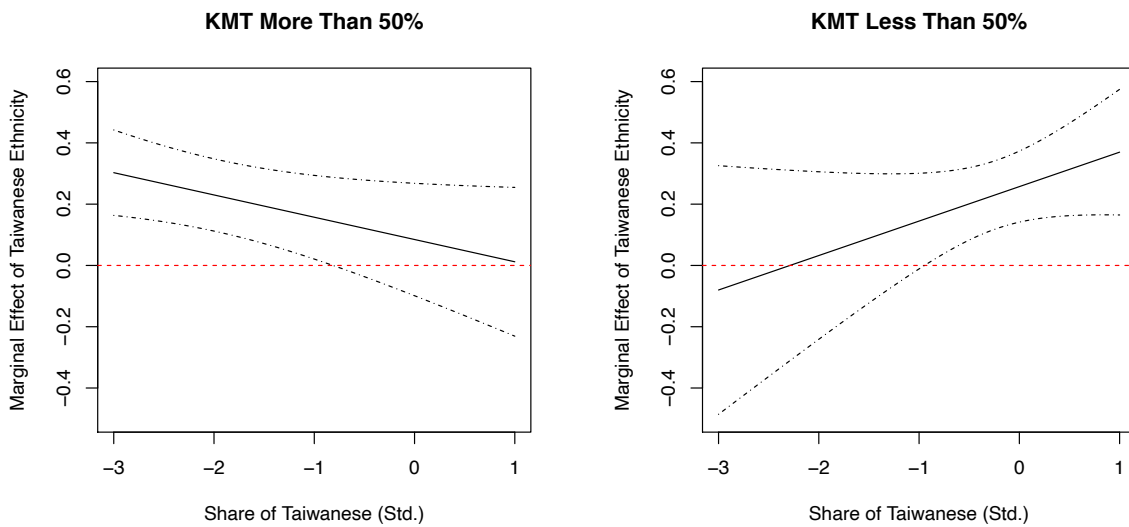 KMT More Than 50%
Marginal Effect of Taiwanese Ethnicity
0.6
0.4
0.2
0.0
−0.2
−0.4
−3 −2 −1 0 1
Share of Taiwanese (Std.)
KMT Less Than 50%
Marginal Effect of Taiwanese Ethnicity
0.6
0.4
0.2
0.0
−0.2
−0.4
−3 −2 −1 0 1
Share of Taiwanese (Std.)